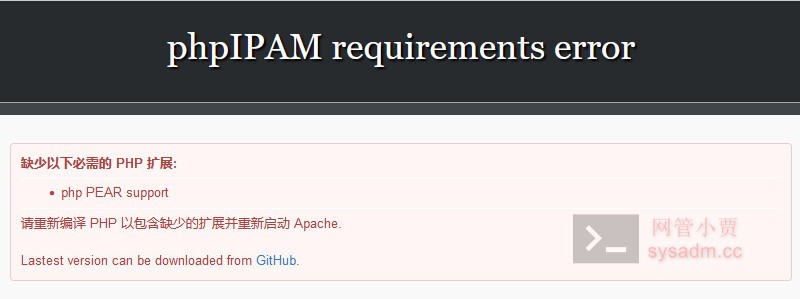 phpIPAM requirements error
缺少以下必需的 PHP 扩展:
• php PEAR support
请重新编译 PHP 以包含缺少的扩展并重新启动 Apache.
Lastest version can be downloaded from GitHub.
>_ 网管小贾
sysadm.cc